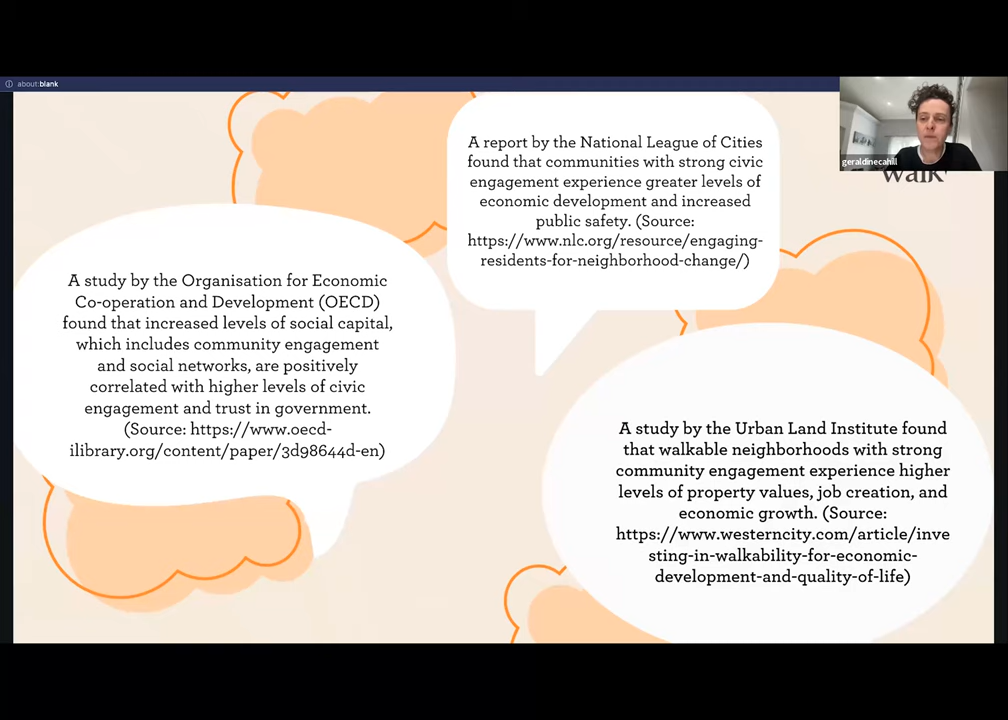 about:blank
geraldinecahill
walk'
A report by the National League of Cities
found that communities with strong civic
engagement experience greater levels of
economic development and increased
public safety. (Source:
https://www.nlc.org/resource/engaging-
residents-for-neighborhood-change/)
A study by the Organisation for Economic
Co-operation and Development (OECD)
found that increased levels of social capital,
which includes community engagement
and social networks, are positively
correlated with higher levels of civic
engagement and trust in government.
(Source: https://www.oecd-
ilibrary.org/content/paper/3d98644d-en)
A study by the Urban Land Institute found
that walkable neighborhoods with strong
community engagement experience higher
levels of property values, job creation, and
economic growth. (Source:
https://www.westerncity.com/article/inve
sting-in-walkability-for-economic-
development-and-quality-of-life)